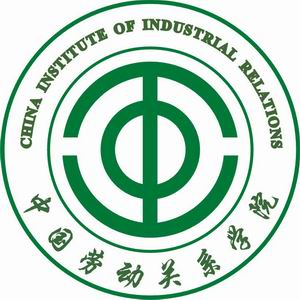 CHINA INSTITUTE OF INDUSTRIAL RELATIONS
中国劳动关系学院